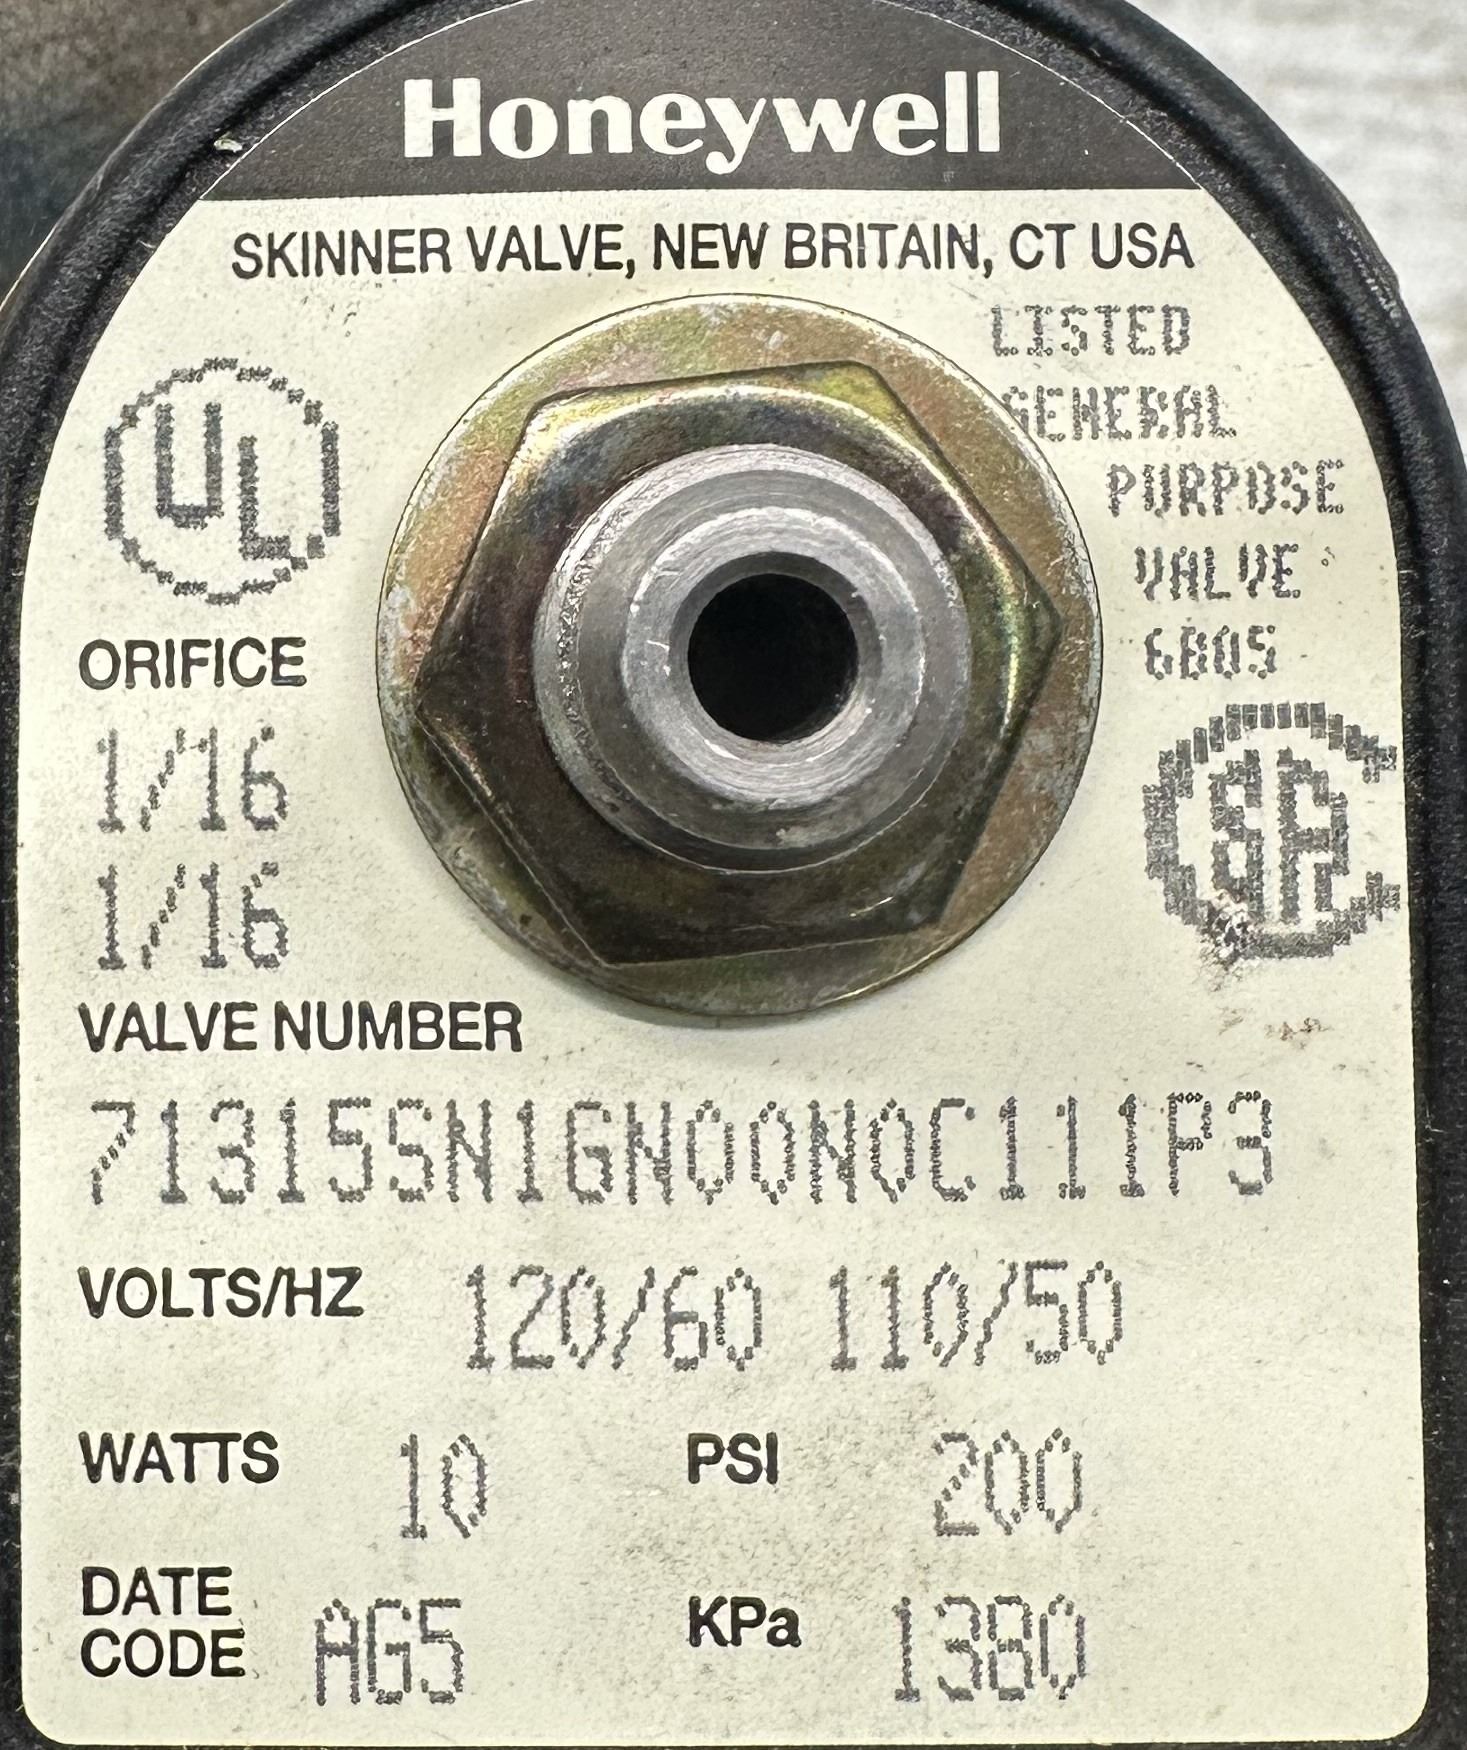 Honeywell
SKINNER VALVE, NEW BRITAIN, CT USA
LISTED
GENERAL
PURPOSE
VALVE
6B05
UL
ORIFICE
1/16
1/16
VALVE NUMBER
71315SN1GN00N0C111P3
VOLTS/HZ 120/60 110/50
WATTS 10 PSI 200
DATE
CODE AG5 KPa 1380